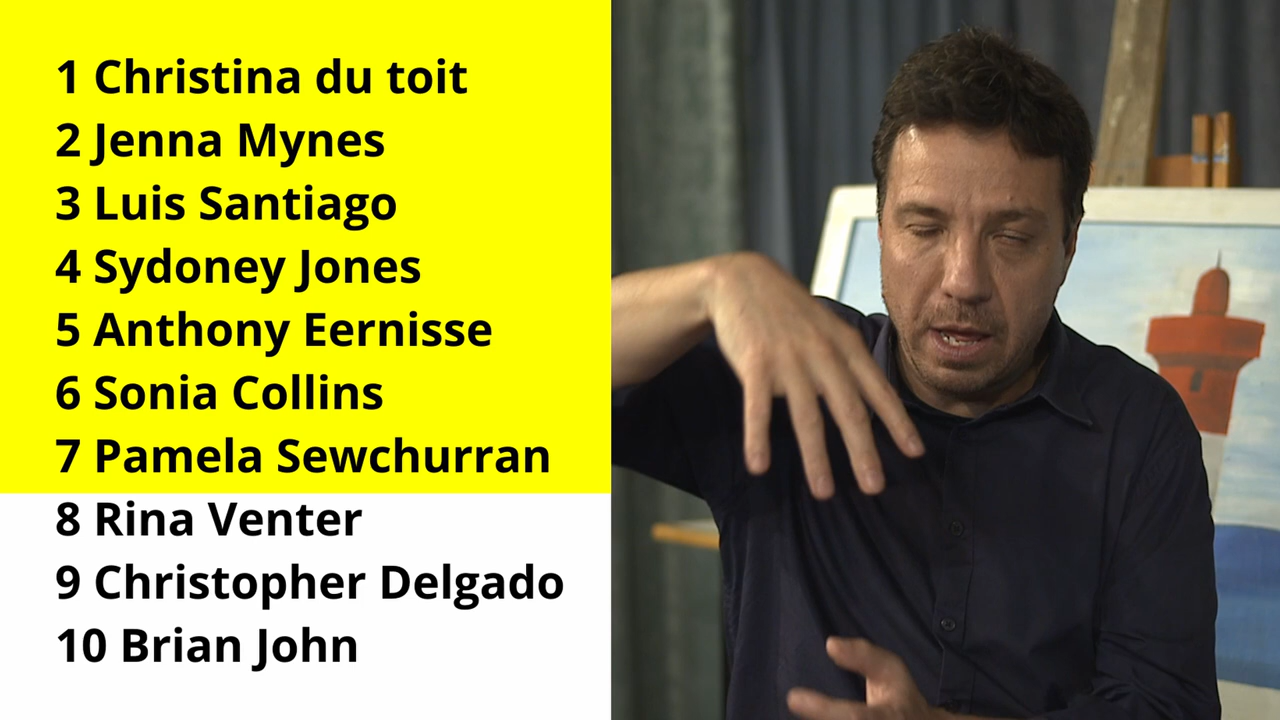 1 Christina du toit
2 Jenna Mynes
3 Luis Santiago
4 Sydoney Jones
5 Anthony Eernisse
6 Sonia Collins
7 Pamela Sewchurran
8 Rina Venter
9 Christopher Delgado
10 Brian John